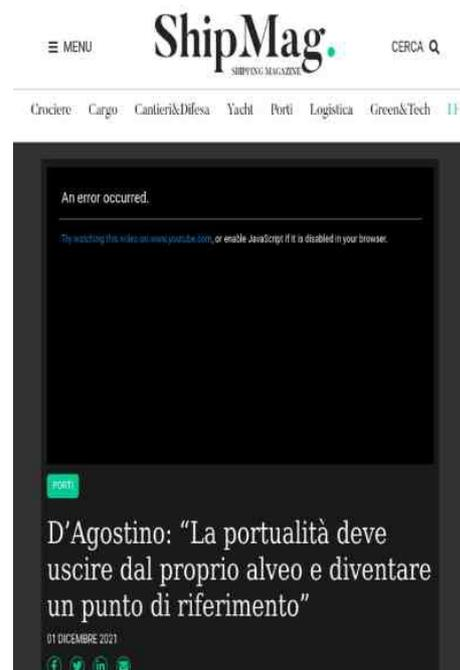 ≡ MENU
ShipMag.
SHIPPING MAGAZINE
CERCA
Crociere Cargo Cantieri&Difesa Yacht Porti Logistica Green&Tech
An error occurred.
Try watching this video on www.youtube.com, or enable JavaScript if it is disabled in your browser.
PORTI
D’Agostino: “La portualità deve
uscire dal proprio alveo e diventare
un punto di riferimento”
01 DICEMBRE 2021